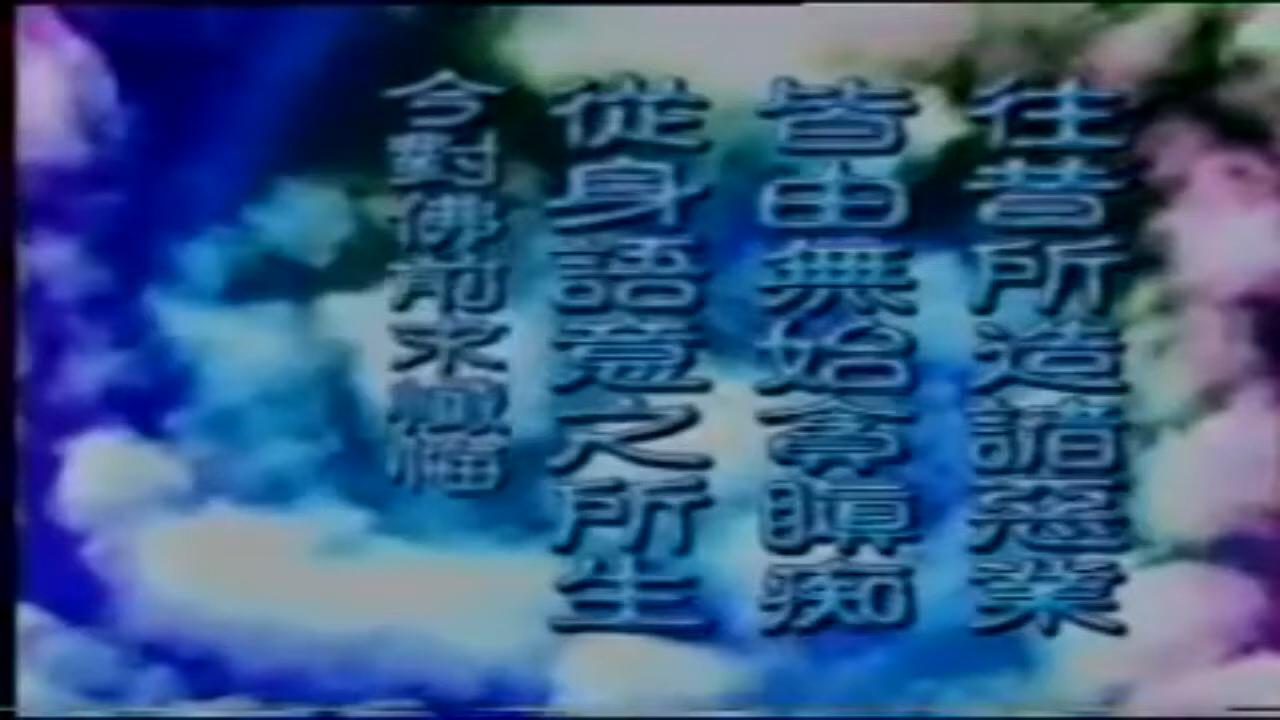 往昔所造諸惡業
皆由無始貪瞋痴
從身語意之所生
今對佛前求懺悔